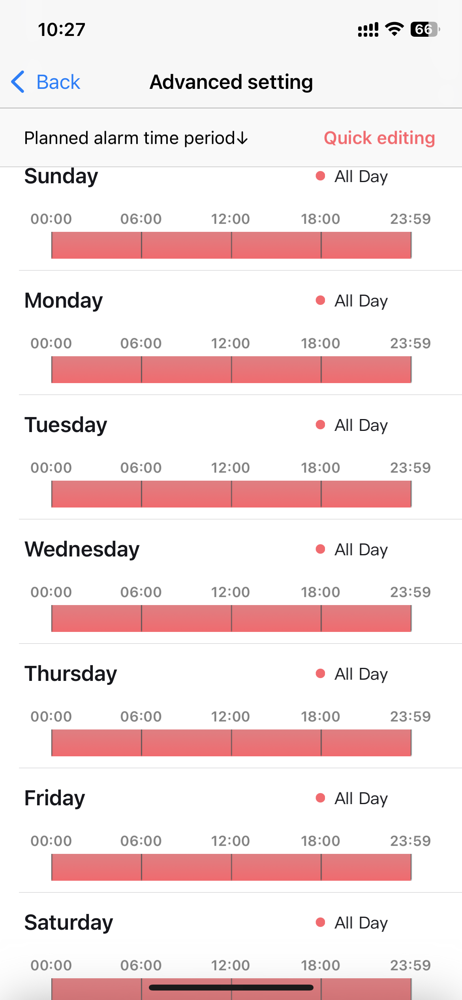 10:27
66
Back
Advanced setting
Planned alarm time period↓
Quick editing
Sunday
All Day
00:00 06:00 12:00 18:00 23:59
Monday
All Day
00:00 06:00 12:00 18:00 23:59
Tuesday
All Day
00:00 06:00 12:00 18:00 23:59
Wednesday
All Day
00:00 06:00 12:00 18:00 23:59
Thursday
All Day
00:00 06:00 12:00 18:00 23:59
Friday
All Day
00:00 06:00 12:00 18:00 23:59
Saturday
All Day
00:00 06:00 12:00 18:00 23:59